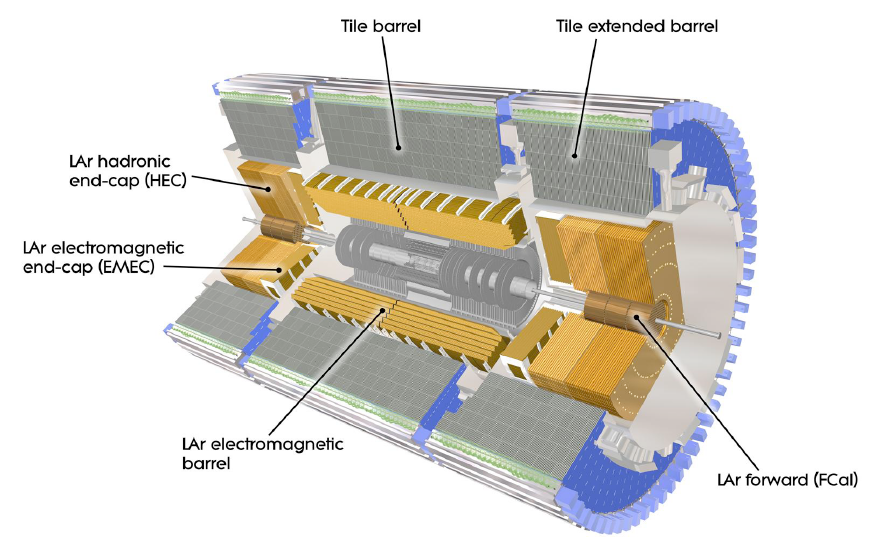 Tile barrel
Tile extended barrel
LAr hadronic
end-cap (HEC)
LAr electromagnetic
end-cap (EMEC)
LAr electromagnetic
barrel
LAr forward (FCal)